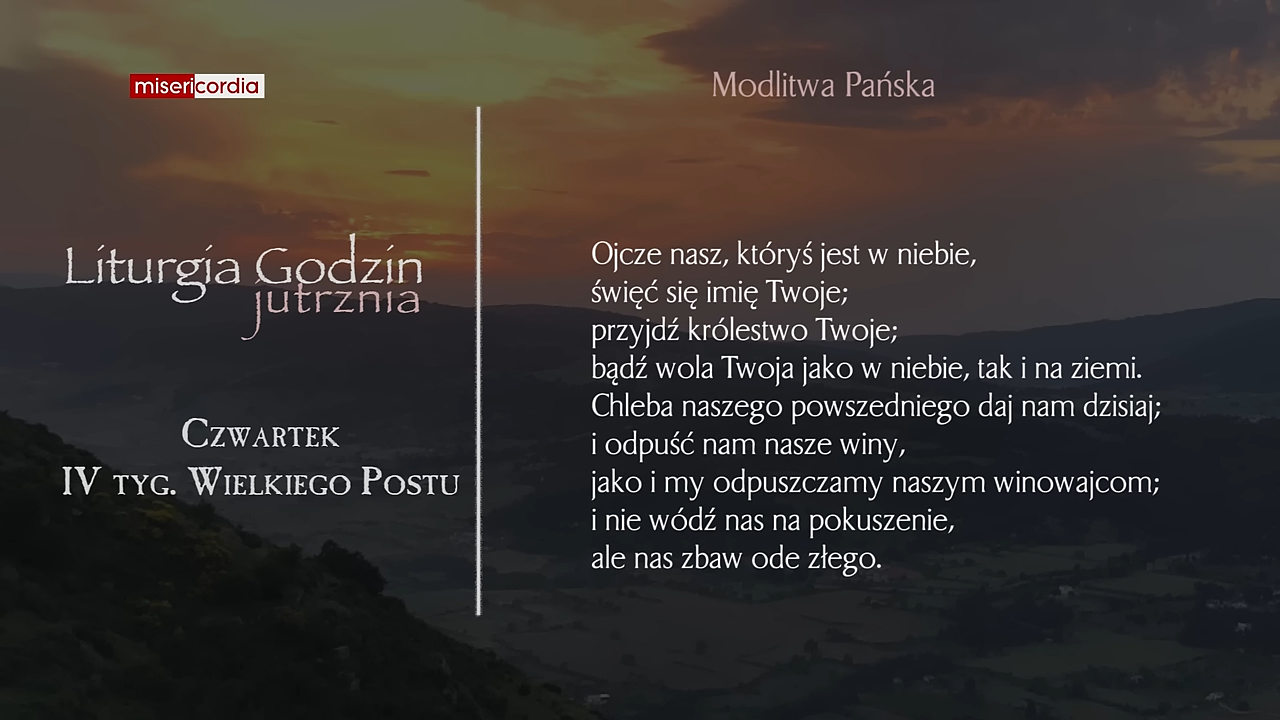 misericordia
Liturgia Godzin
jutrznia
Czwartek
IV tyg. Wielkiego Postu
Modlitwa Pańska
Ojcze nasz, któryś jest w niebie,
święć się imię Twoje;
przyjdź królestwo Twoje;
bądź wola Twoja jako w niebie, tak i na ziemi.
Chleba naszego powszedniego daj nam dzisiaj;
i odpuść nam nasze winy,
jako i my odpuszczamy naszym winowajcom;
i nie wódź nas na pokuszenie,
ale nas zbaw ode złego.